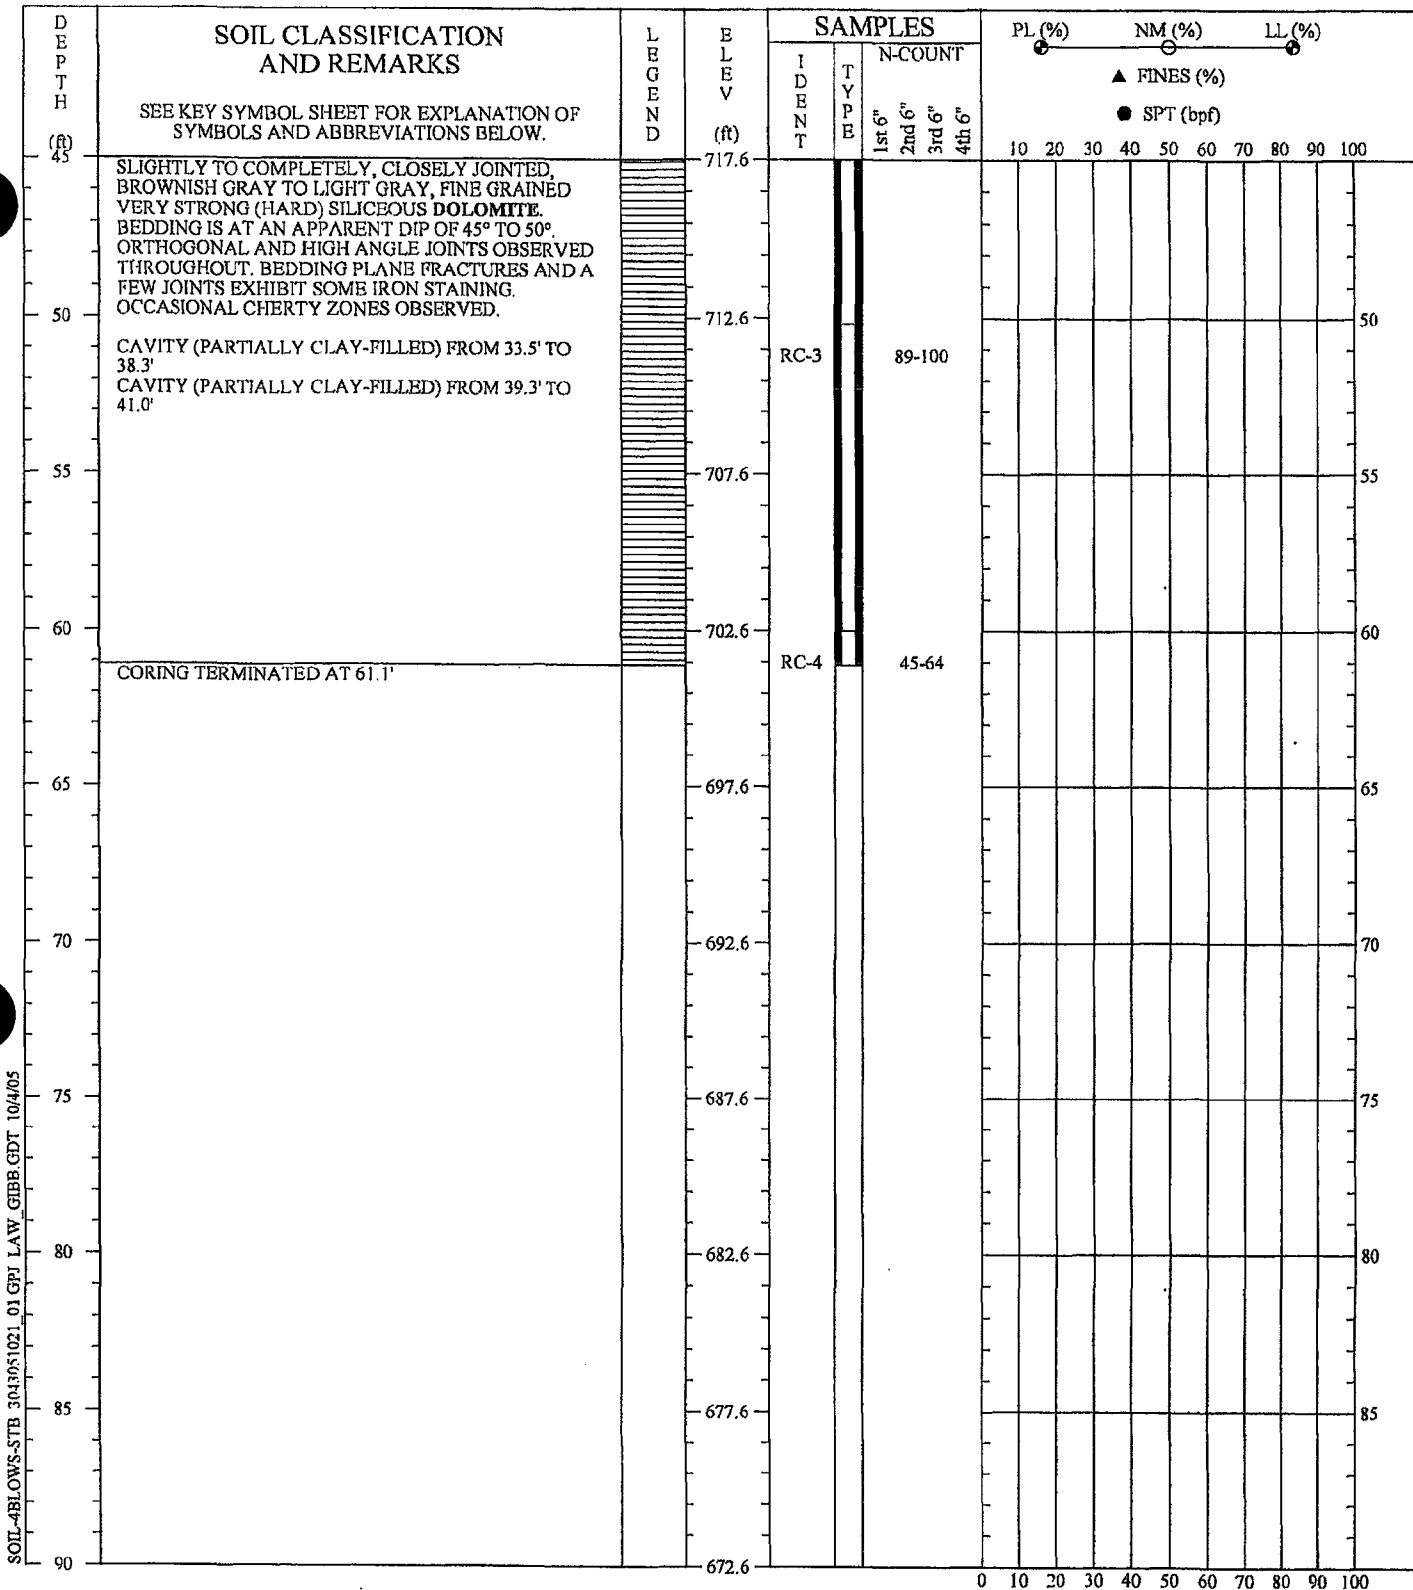 DEPTH
(ft)
SOIL CLASSIFICATION
AND REMARKS
SEE KEY SYMBOL SHEET FOR EXPLANATION OF
SYMBOLS AND ABBREVIATIONS BELOW.
LEGEND
ELEV
(ft)
SAMPLES
IDENT
TYPE
N-COUNT
1st 6"
2nd 6"
3rd 6"
4th 6"
PL (%) NM (%) LL (%)
▲ FINES (%)
● SPT (bpf)
10 20 30 40 50 60 70 80 90 100
45
717.6
SLIGHTLY TO COMPLETELY, CLOSELY JOINTED,
BROWNISH GRAY TO LIGHT GRAY, FINE GRAINED
VERY STRONG (HARD) SILICEOUS DOLOMITE.
BEDDING IS AT AN APPARENT DIP OF 45° TO 50°.
ORTHOGONAL AND HIGH ANGLE JOINTS OBSERVED
THROUGHOUT. BEDDING PLANE FRACTURES AND A
FEW JOINTS EXHIBIT SOME IRON STAINING.
OCCASIONAL CHERTY ZONES OBSERVED.
50 712.6 50
CAVITY (PARTIALLY CLAY-FILLED) FROM 33.5' TO
38.3'
RC-3 89-100
CAVITY (PARTIALLY CLAY-FILLED) FROM 39.3' TO
41.0'
55 707.6 55
60 702.6 60
RC-4 45-64
CORING TERMINATED AT 61.1'
65 697.6 65
70 692.6 70
75 687.6 75
80 682.6 80
85 677.6 85
90 672.6
0 10 20 30 40 50 60 70 80 90 100
SOIL-4BLOWS-STB 3043051021_01 GPJ LAW_GIBB.GDT 10/4/05